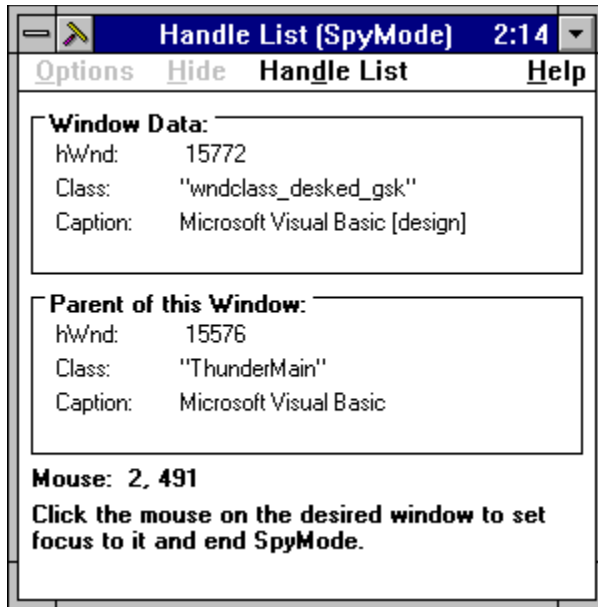 Handle List (SpyMode) 2:14
Options Hide Handle List Help
Window Data:
hWnd: 15772
Class: "wndclass_desked_gsk"
Caption: Microsoft Visual Basic [design]
Parent of this Window:
hWnd: 15576
Class: "ThunderMain"
Caption: Microsoft Visual Basic
Mouse: 2, 491
Click the mouse on the desired window to set
focus to it and end SpyMode.